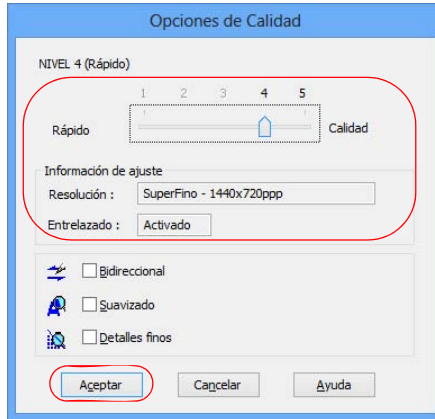 Opciones de Calidad
NIVEL 4 (Rápido)
1 2 3 4 5
Rápido Calidad
Información de ajuste
Resolución : SuperFino - 1440x720ppp
Entrelazado : Activado
Bidireccional
Suavizado
Detalles finos
Aceptar Cancelar Ayuda